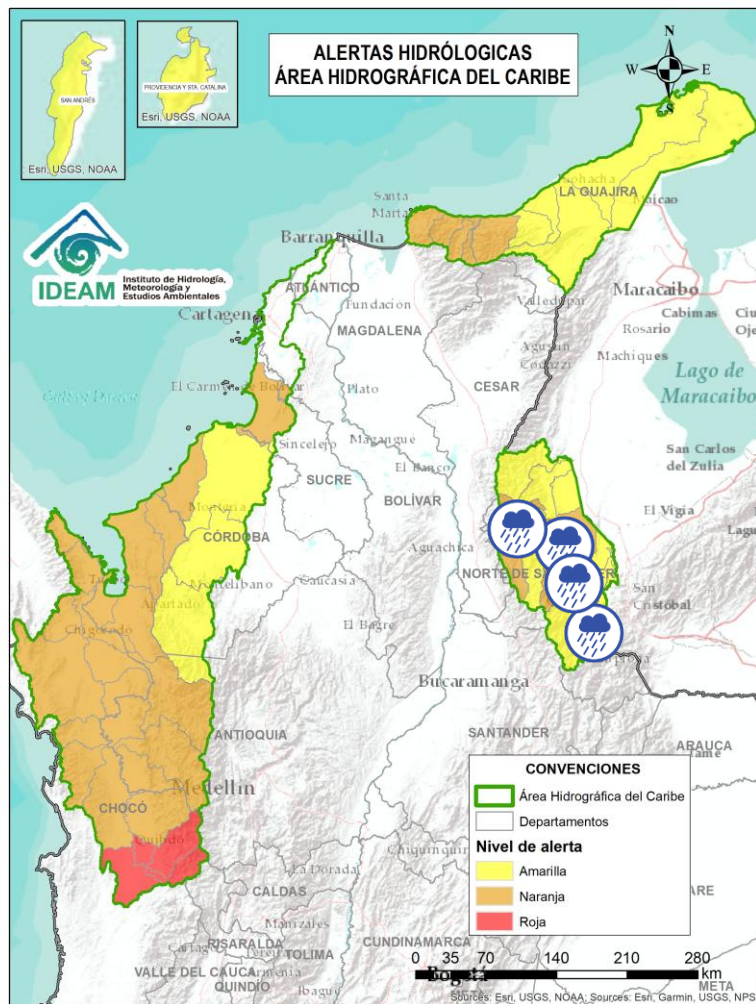 ALERTAS HIDRÓLOGICAS
ÁREA HIDROGRÁFICA DEL CARIBE
SAN ANDRÉS
: Esri, USGS, NOAA
PROVIDENCIA Y STA. CATALINA
Esri, USGS, NOAA
N
W E
S
IDEAM
Instituto de Hidrología,
Meteorología y
Estudios Ambientales
LA GUAJIRA
Maicao
Santa
Marta
Barranquilla
ATLÁNTICO
Cartagena
Fundación
MAGDALENA
Valledupar
Maracaibo
Cabimas
Rosario
Machiques
Agustín
Codazzi
CESAR
Lago de
Maracaibo
El Carmen de Bolívar
Plato
Sincelejo
Magangue
SUCRE
El Banco
BOLÍVAR
San Carlos
del Zulia
El Vigía
Montería
CÓRDOBA
Aguachica
NORTE DE SA
San
Cristóbal
Montelibano
Caucasia
Apartadó
El Bagre
Chigorodó
Bucaramanga
ANTIOQUIA
SANTANDER
ARAUCA
Medellín
CHOCÓ
Quibdó
La Dorada
CALDAS
Manizales
RISARALDA
TOLIMA
CUNDINAMARCA
VALLE DEL CAUCA
Armenia
QUINDÍO
Ibagué
Bogotá
META
CONVENCIONES
Área Hidrográfica del Caribe
Departamentos
Nivel de alerta
Amarilla
Naranja
Roja
0 35 70 140 210 280
km
Sources: Esri, USGS, NOAA; Sources: Esri, Garmin, USGS, NPS